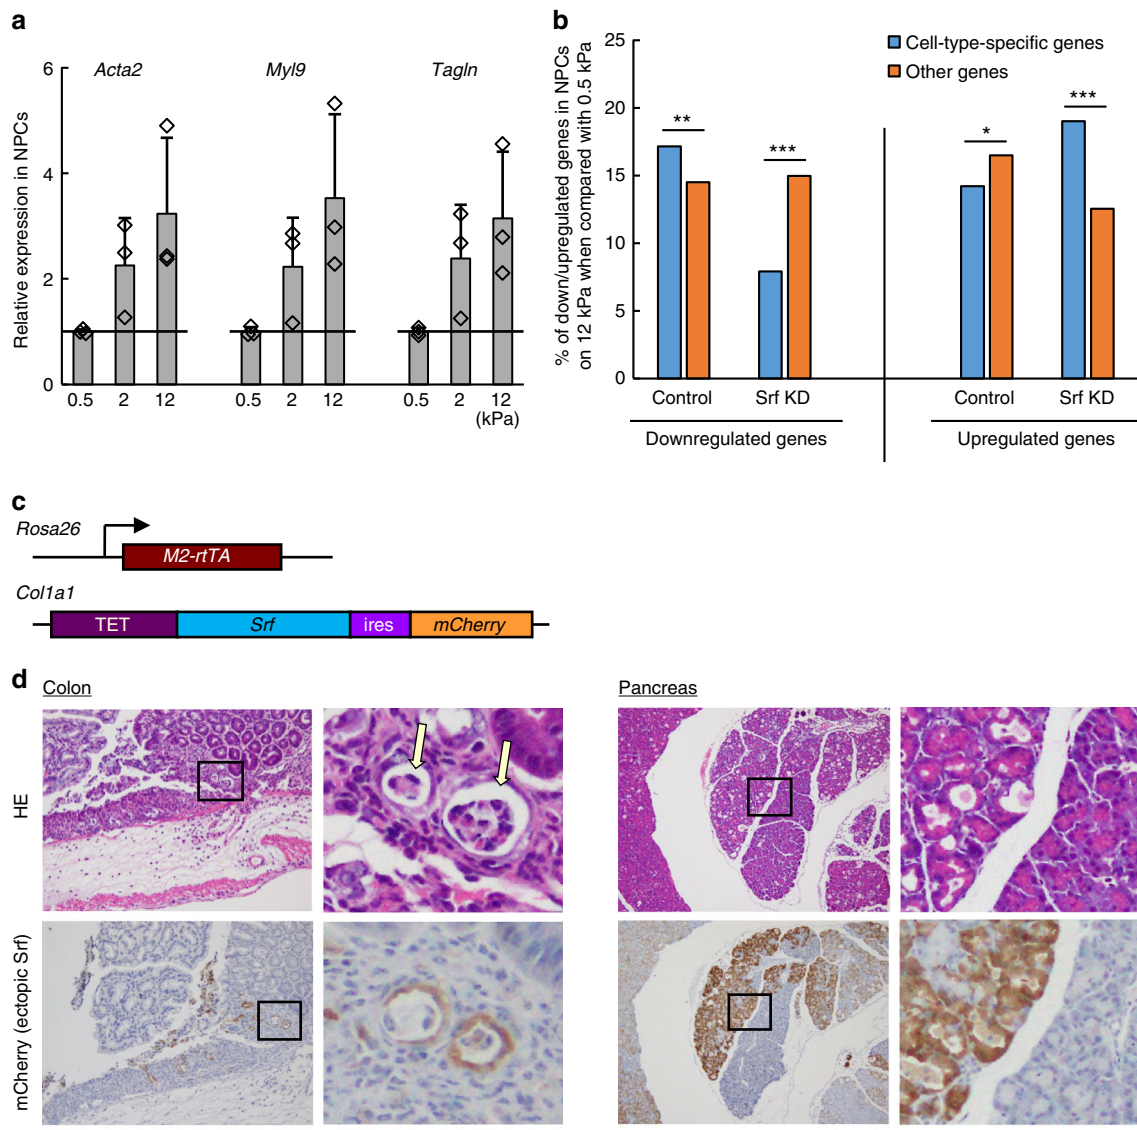 a
Relative expression in NPCs
6
4
2
0
Acta2
Myl9
Tagln
0.5 2 12
0.5 2 12
0.5 2 12
(kPa)
b
% of down/upregulated genes in NPCs
on 12 kPa when compared with 0.5 kPa
25
20
15
10
5
0
Cell-type-specific genes
Other genes
**
***
*
***
Control
Srf KD
Control
Srf KD
Downregulated genes
Upregulated genes
c
Rosa26
M2-rtTA
Col1a1
TET Srf ires mCherry
d
Colon
Pancreas
HE
mCherry (ectopic Srf)